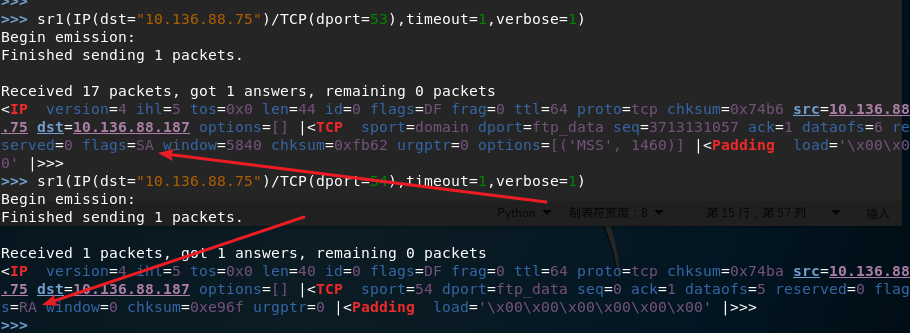 >>>
>>> sr1(IP(dst="10.136.88.75")/TCP(dport=53),timeout=1,verbose=1)
Begin emission:
Finished sending 1 packets.
Received 17 packets, got 1 answers, remaining 0 packets
<IP  version=4 ihl=5 tos=0x0 len=44 id=0 flags=DF frag=0 ttl=64 proto=tcp chksum=0x74b6 src=10.136.88
.75 dst=10.136.88.187 options=[] |<TCP  sport=domain dport=ftp_data seq=3713131057 ack=1 dataofs=6 re
served=0 flags=SA window=5840 chksum=0xfb62 urgptr=0 options=[('MSS', 1460)] |<Padding  load='\x00\x0
0' |>>>
>>> sr1(IP(dst="10.136.88.75")/TCP(dport=54),timeout=1,verbose=1)
Begin emission:
Finished sending 1 packets.
Python 制表符宽度：8 第 15 行，第 57 列 插入
Received 1 packets, got 1 answers, remaining 0 packets
<IP  version=4 ihl=5 tos=0x0 len=40 id=0 flags=DF frag=0 ttl=64 proto=tcp chksum=0x74ba src=10.136.88
.75 dst=10.136.88.187 options=[] |<TCP  sport=54 dport=ftp_data seq=0 ack=1 dataofs=5 reserved=0 flag
s=RA window=0 chksum=0xe96f urgptr=0 |<Padding  load='\x00\x00\x00\x00\x00\x00' |>>>
>>>